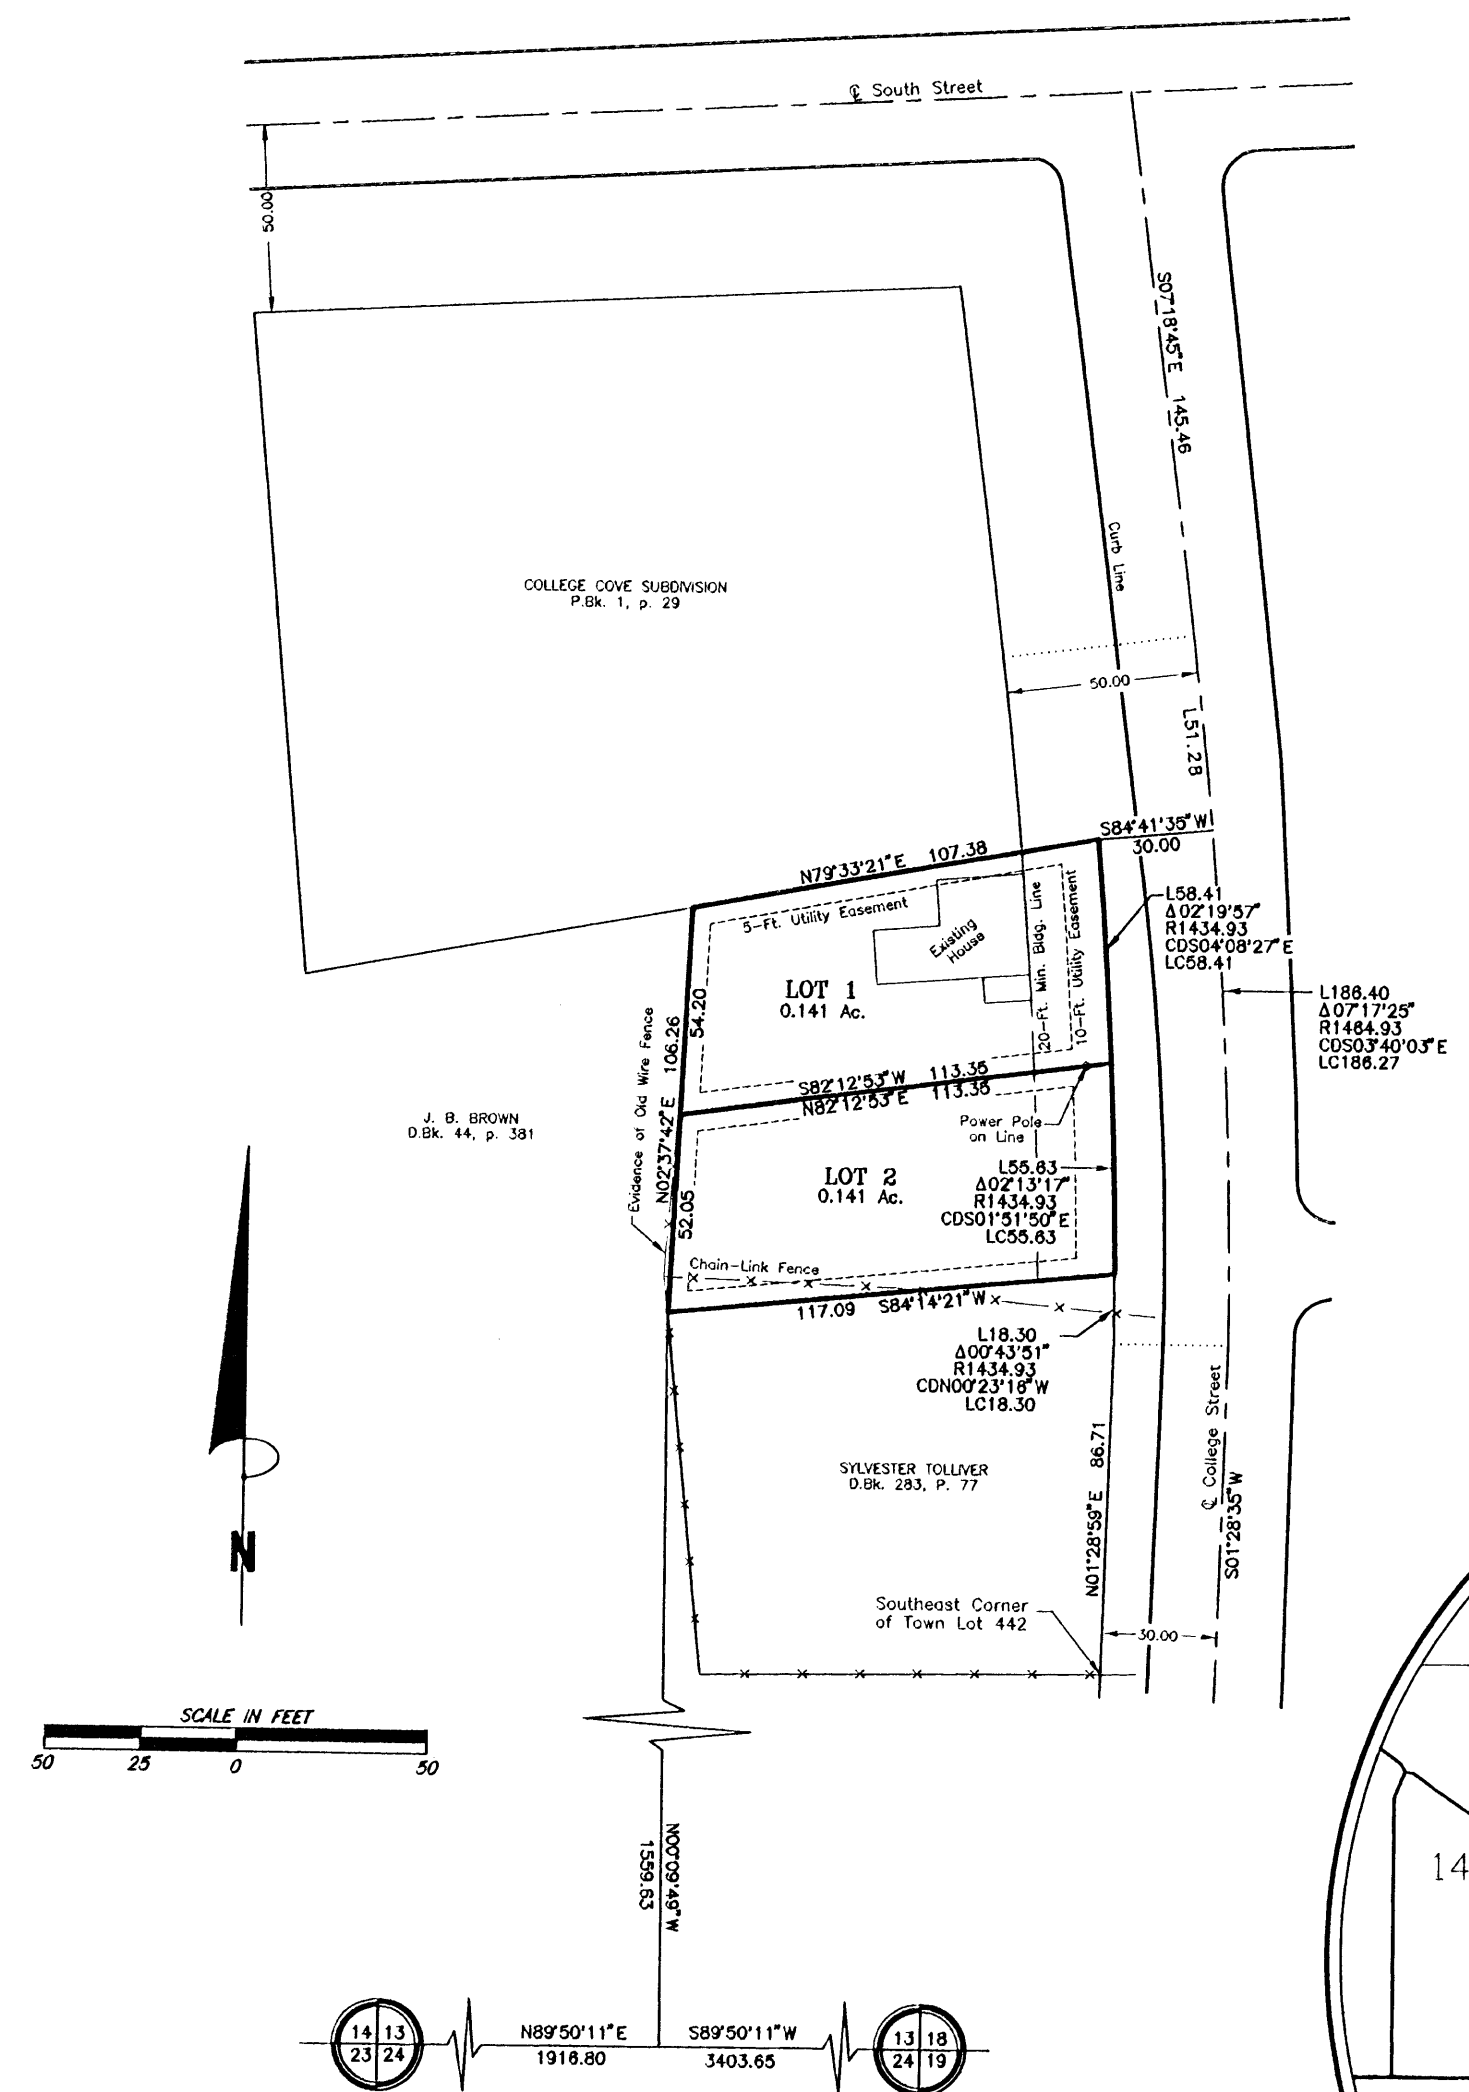 ℄ South Street
50.00
S07°18'45"E 145.46
Curb Line
COLLEGE COVE SUBDIVISION
P.Bk. 1, p. 29
50.00
L51.28
S84°41'35"W
30.00
N79°33'21"E 107.38
L58.41
Δ02°19'57"
R1434.93
CDS04°08'27"E
LC58.41
5-Ft. Utility Easement
Existing
House
20-Ft. Min. Bldg. Line
10-Ft. Utility Easement
LOT 1
0.141 Ac.
L186.40
Δ07°17'25"
R1464.93
CDS03°40'03"E
LC186.27
54.20
Evidence of Old Wire Fence
N02°37'42"E 106.26
S82°12'53"W 113.35
N82°12'53"E 113.35
J. B. BROWN
D.Bk. 44, p. 381
Power Pole
on Line
LOT 2
0.141 Ac.
L55.63
Δ02°13'17"
R1434.93
CDS01°51'50"E
LC55.63
52.05
Chain-Link Fence
117.09 S84°14'21"W
L18.30
Δ00°43'51"
R1434.93
CDN00°23'16"W
LC18.30
N01°28'59"E 86.71
℄ College Street
S01°28'35"W
SYLVESTER TOLLIVER
D.Bk. 283, P. 77
N
Southeast Corner
of Town Lot 442
30.00
SCALE IN FEET
50 25 0 50
N00°09'49"W
1559.63
14
14 13
23 24
N89°50'11"E
1916.80
S89°50'11"W
3403.65
13 18
24 19